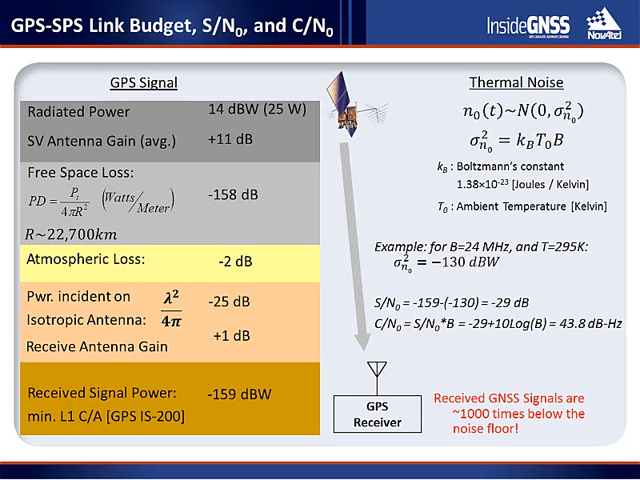 GPS-SPS Link Budget, S/N₀, and C/N₀
InsideGNSS
NovAtel
GPS Signal
Radiated Power 14 dBW (25 W)
SV Antenna Gain (avg.) +11 dB
Free Space Loss:
PD = Pₜ / 4πR² (Watts/Meter) -158 dB
R~22,700km
Atmospheric Loss: -2 dB
Pwr. incident on λ² -25 dB
Isotropic Antenna: 4π
Receive Antenna Gain +1 dB
Received Signal Power: -159 dBW
min. L1 C/A [GPS IS-200]
GPS
Receiver
Thermal Noise
n₀(t)~N(0, σ²ₙ₀)
σ²ₙ₀ = k_B T₀ B
k_B : Boltzmann's constant
1.38×10⁻²³ [Joules / Kelvin]
T₀ : Ambient Temperature [Kelvin]
Example: for B=24 MHz, and T=295K:
σ²ₙ₀ = −130 dBW
S/N₀ = -159-(-130) = -29 dB
C/N₀ = S/N₀*B = -29+10Log(B) = 43.8 dB-Hz
Received GNSS Signals are
~1000 times below the
noise floor!